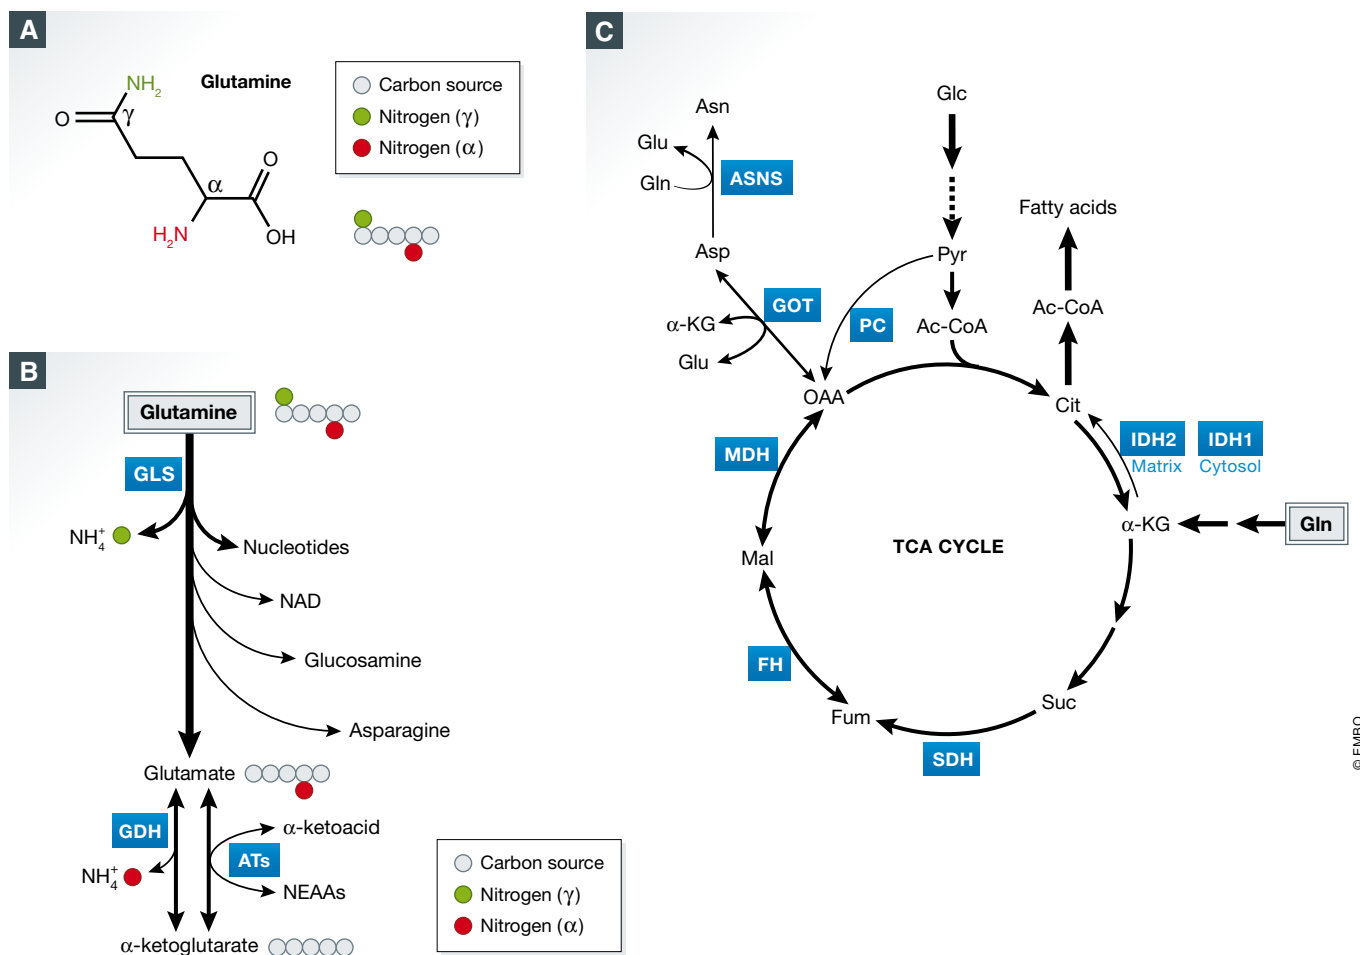 A
NH2
Glutamine
γ
O
O
α
H2N
OH
Carbon source
Nitrogen (γ)
Nitrogen (α)
B
Glutamine
GLS
NH4+
Nucleotides
NAD
Glucosamine
Asparagine
Glutamate
GDH
α-ketoacid
ATs
NH4+
NEAAs
α-ketoglutarate
Carbon source
Nitrogen (γ)
Nitrogen (α)
C
Glc
Asn
Glu
Gln
ASNS
Fatty acids
Asp
Pyr
GOT
α-KG
Glu
PC
Ac-CoA
Ac-CoA
OAA
Cit
MDH
IDH2
IDH1
Matrix
Cytosol
α-KG
Gln
TCA CYCLE
Mal
FH
Suc
Fum
SDH
© EMBO